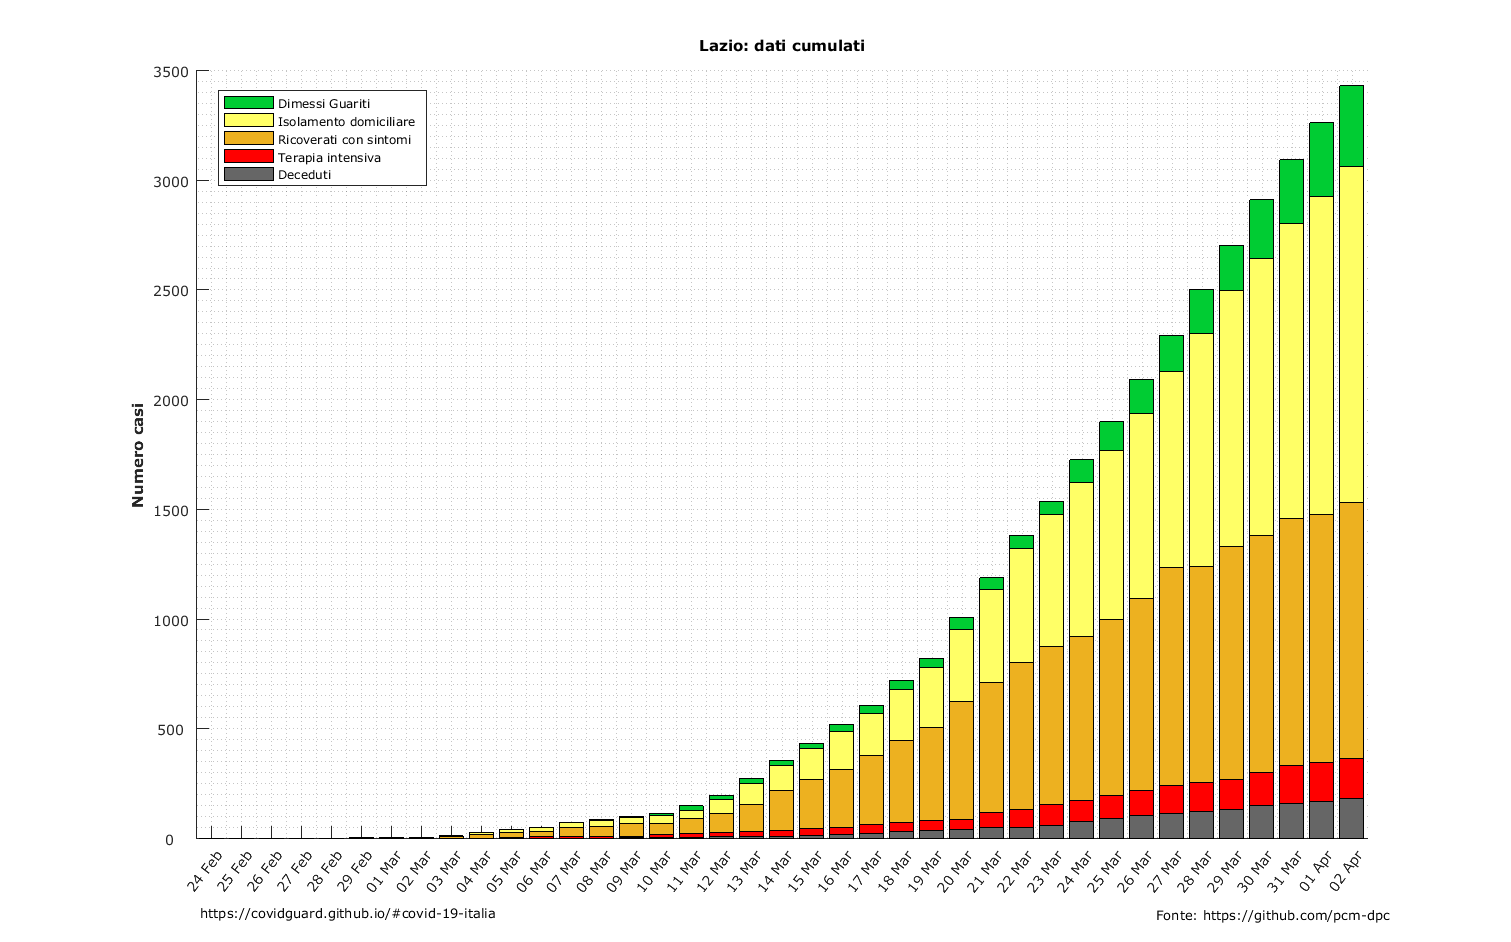 Lazio: dati cumulati
Numero casi
3500
3000
2500
2000
1500
1000
500
0
Dimessi Guariti
Isolamento domiciliare
Ricoverati con sintomi
Terapia intensiva
Deceduti
24 Feb
25 Feb
26 Feb
27 Feb
28 Feb
29 Feb
01 Mar
02 Mar
03 Mar
04 Mar
05 Mar
06 Mar
07 Mar
08 Mar
09 Mar
10 Mar
11 Mar
12 Mar
13 Mar
14 Mar
15 Mar
16 Mar
17 Mar
18 Mar
19 Mar
20 Mar
21 Mar
22 Mar
23 Mar
24 Mar
25 Mar
26 Mar
27 Mar
28 Mar
29 Mar
30 Mar
31 Mar
01 Apr
02 Apr
https://covidguard.github.io/#covid-19-italia
Fonte: https://github.com/pcm-dpc